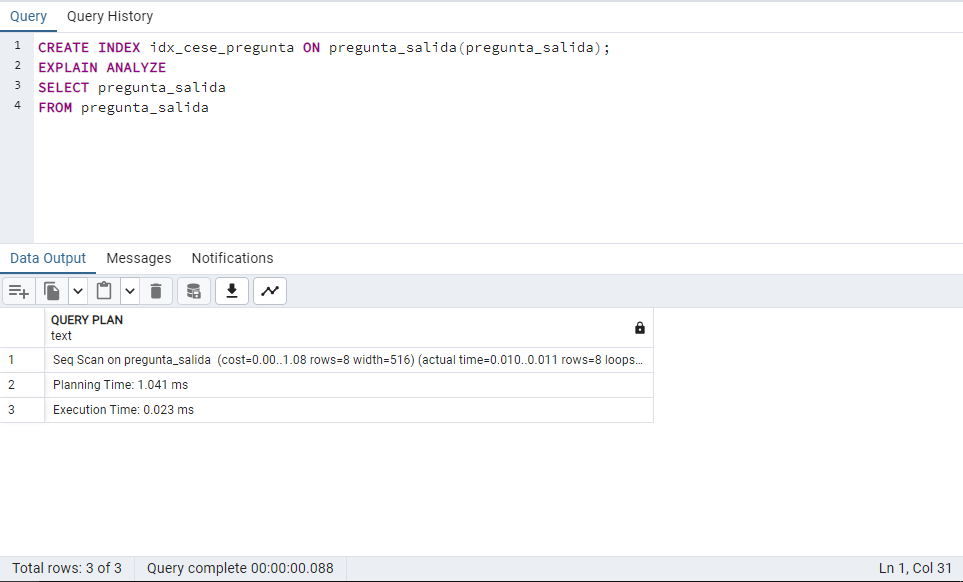 Query Query History
1 CREATE INDEX idx_cese_pregunta ON pregunta_salida(pregunta_salida);
2 EXPLAIN ANALYZE
3 SELECT pregunta_salida
4 FROM pregunta_salida
Data Output Messages Notifications
QUERY PLAN
text
1 Seq Scan on pregunta_salida (cost=0.00..1.08 rows=8 width=516) (actual time=0.010..0.011 rows=8 loops...
2 Planning Time: 1.041 ms
3 Execution Time: 0.023 ms
Total rows: 3 of 3 Query complete 00:00:00.088 Ln 1, Col 31